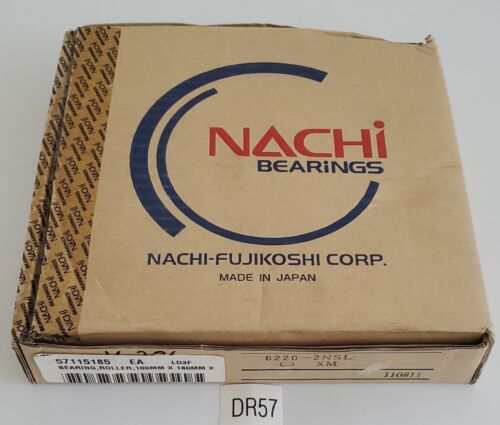 NACHi
BEARiNGS
NACHI-FUJIKOSHI CORP.
MADE IN JAPAN
57115185 EA LD3F
BEARING,ROLLER,100MM X 180MM X
6220-2NSL
C3 XM
110811
DR57